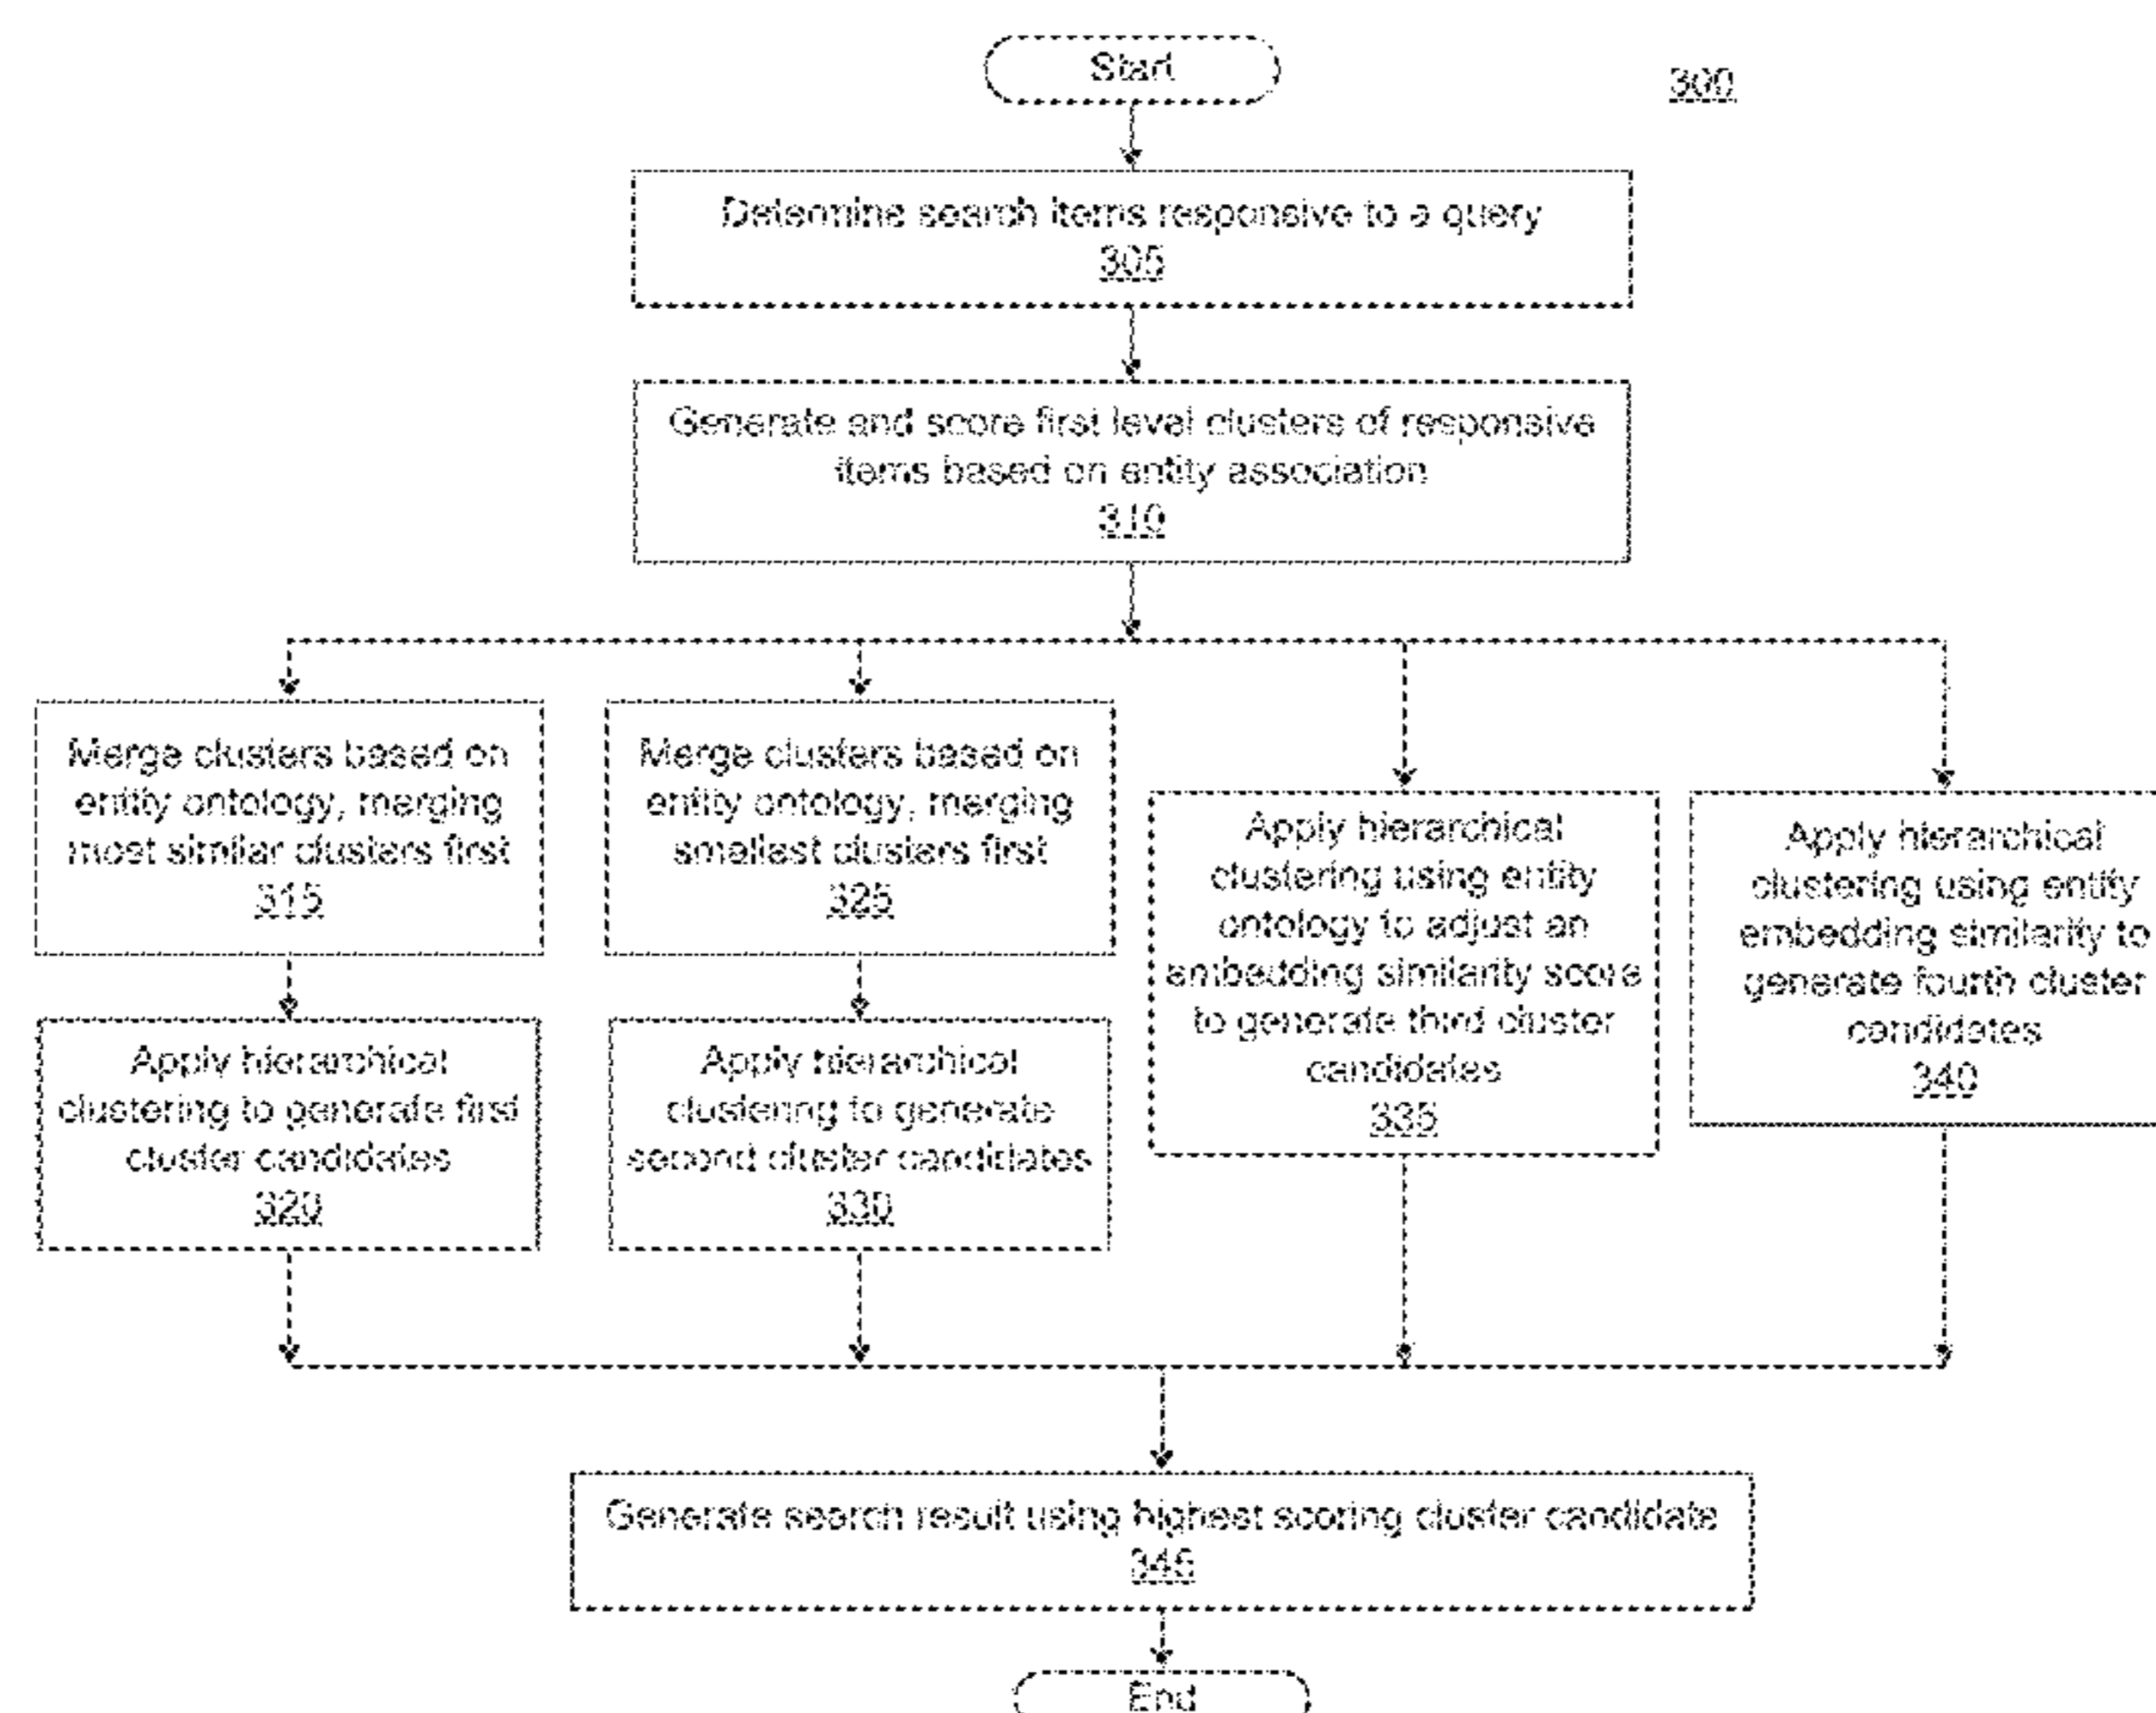 Start
300
Determine search items responsive to a query
305
Generate and score first level clusters of responsive
items based on entity association
310
Merge clusters based on
entity ontology, merging
most similar clusters first
315
Merge clusters based on
entity ontology, merging
smallest clusters first
325
Apply hierarchical
clustering using entity
ontology to adjust an
embedding similarity score
to generate third cluster
candidates
335
Apply hierarchical
clustering using entity
embedding similarity to
generate fourth cluster
candidates
340
Apply hierarchical
clustering to generate first
cluster candidates
320
Apply hierarchical
clustering to generate
second cluster candidates
330
Generate search result using highest scoring cluster candidate
345
End